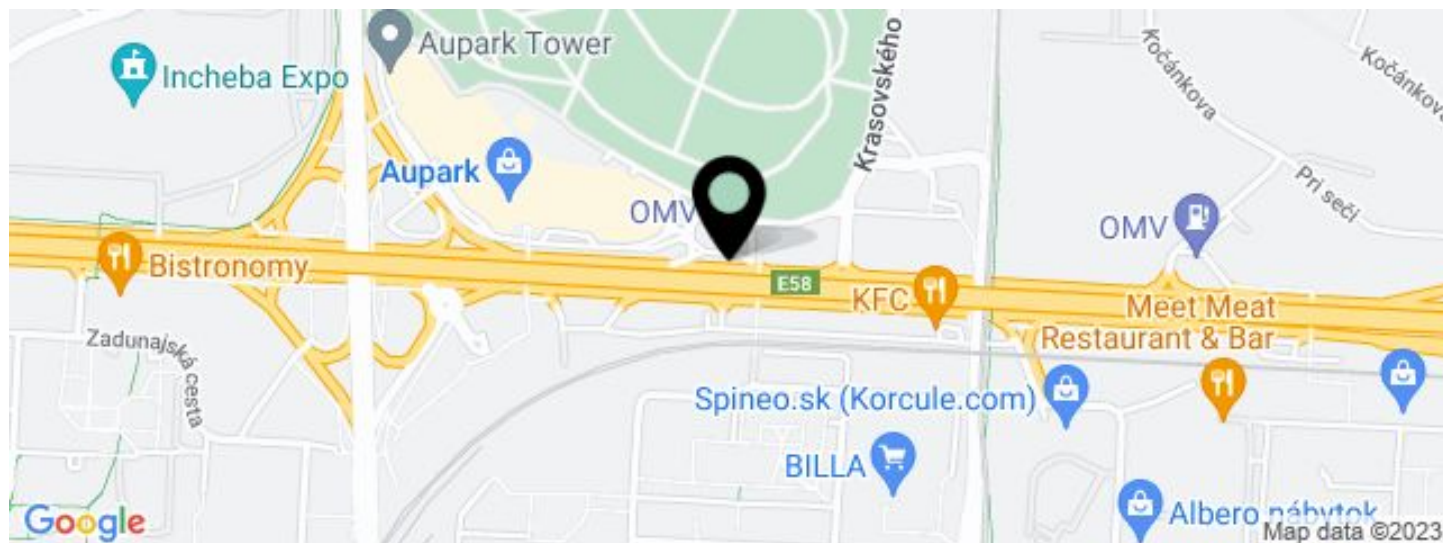 Aupark Tower
Incheba Expo
Krasovského
Kočánkova
Kočánkova
Aupark
Pri seči
OMV
OMV
Bistronomy
E58
KFC
Meet Meat
Restaurant & Bar
Zadunajská cesta
Spineo.sk (Korcule.com)
BILLA
Albero nábytok
Google
Map data ©2023